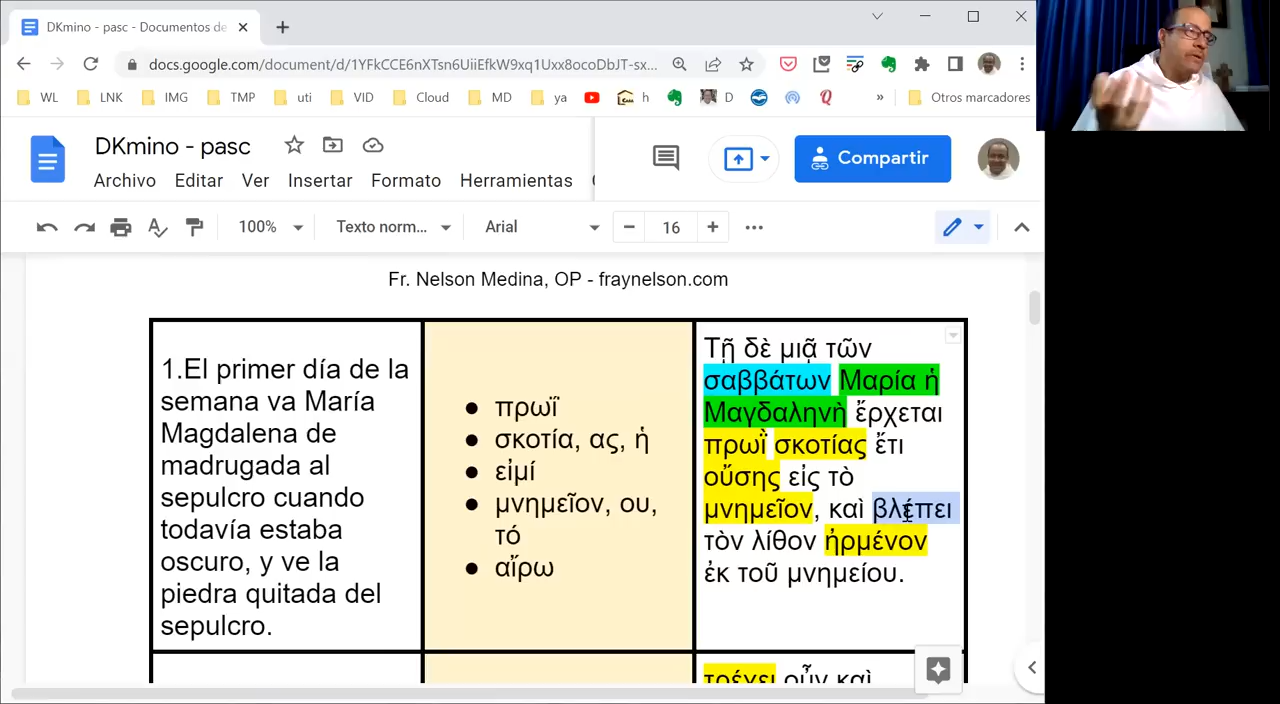 DKmino - pasc - Documentos de
docs.google.com/document/d/1YFkCCE6nXTsn6UiiEfkW9xq1Uxx8ocoDbJT-sx...
WL LNK IMG TMP uti VID Cloud MD ya h D » Otros marcadores
DKmino - pasc
Compartir
Archivo Editar Ver Insertar Formato Herramientas
100% Texto norm... Arial 16
Fr. Nelson Medina, OP - fraynelson.com
1.El primer día de la
semana va María
Magdalena de
madrugada al
sepulcro cuando
todavía estaba
oscuro, y ve la
piedra quitada del
sepulcro.
● πρωΐ
● σκοτία, ας, ἡ
● εἰμί
● μνημεῖον, ου,
τό
● αἴρω
Τῇ δὲ μιᾷ τῶν
σαββάτων Μαρία ἡ
Μαγδαληνὴ ἔρχεται
πρωῒ σκοτίας ἔτι
οὔσης εἰς τὸ
μνημεῖον, καὶ βλέπει
τὸν λίθον ἠρμένον
ἐκ τοῦ μνημείου.
τρέχει οὖν καὶ